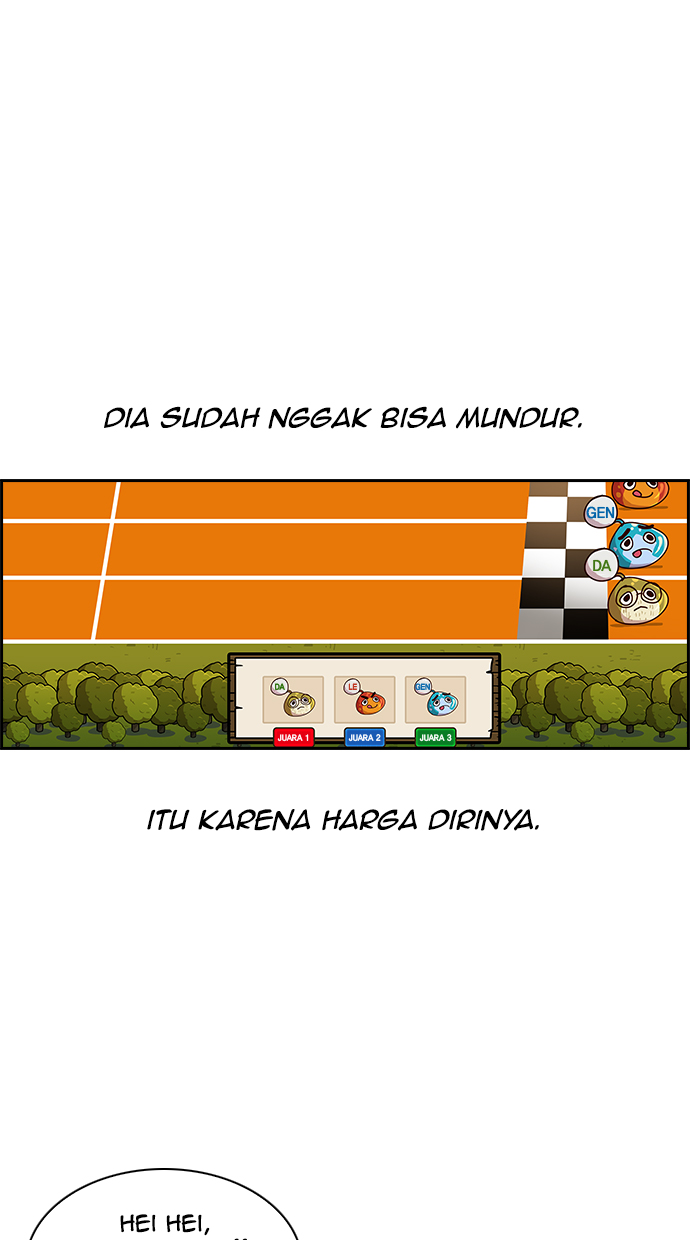 DIA SUDAH NGGAK BISA MUNDUR.
GEN
DA
DA LE GEN
JUARA 1 JUARA 2 JUARA 3
ITU KARENA HARGA DIRINYA.
HEI HEI,